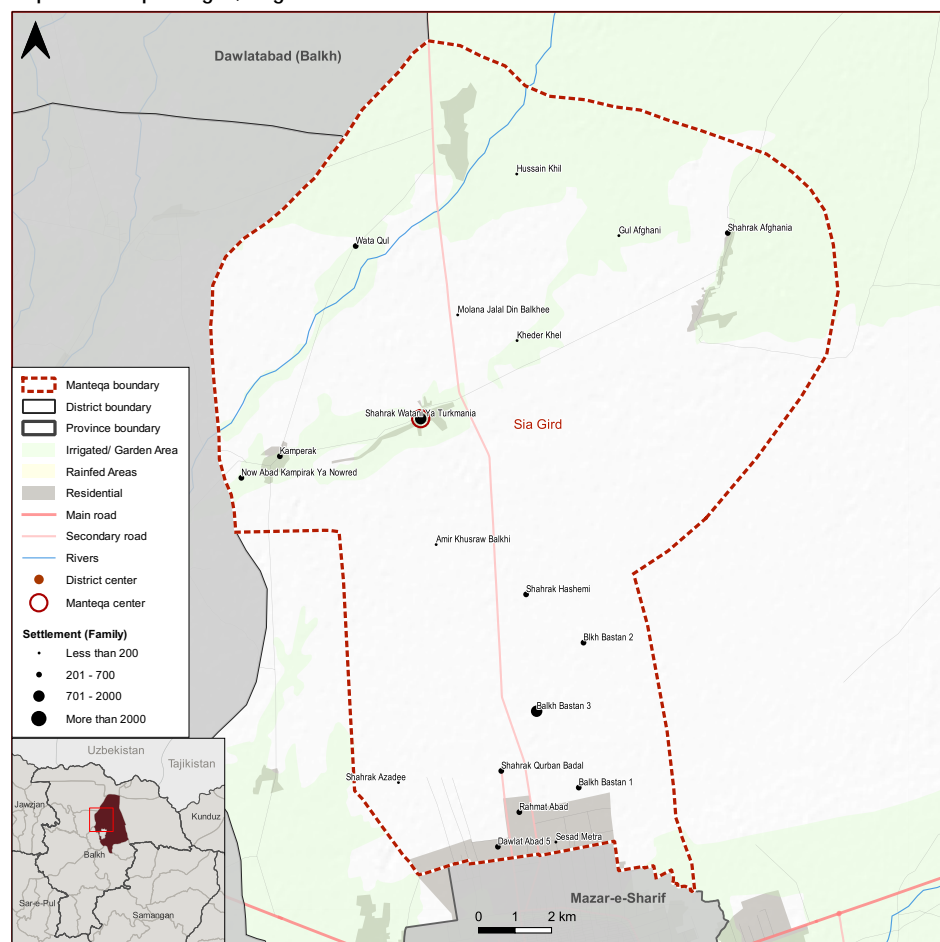 Dawlatabad (Balkh)
Hussain Khil
Gul Afghani
Shahrak Afghania
Wata Qul
Molana Jalal Din Balkhee
Kheder Khel
Shahrak Watani Ya Turkmania
Sia Gird
Kamperak
Now Abad Kampirak Ya Nowred
Amir Khusraw Balkhi
Shahrak Hashemi
Blkh Bastan 2
Balkh Bastan 3
Shahrak Qurban Badal
Shahrak Azadee
Balkh Bastan 1
Rahmat Abad
Sesad Metra
Dawlat Abad 5
Mazar-e-Sharif
0 1 2 km
Manteqa boundary
District boundary
Province boundary
Irrigated/ Garden Area
Rainfed Areas
Residential
Main road
Secondary road
Rivers
District center
Manteqa center
Settlement (Family)
Less than 200
201 - 700
701 - 2000
More than 2000
Uzbekistan
Tajikistan
Jawzjan
Kunduz
Balkh
Sar-e-Pul
Samangan